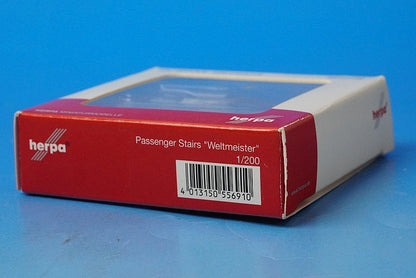 herpa
herpa
herpa
Passenger Stairs "Weltmeister"
1/200
4 013150 556910